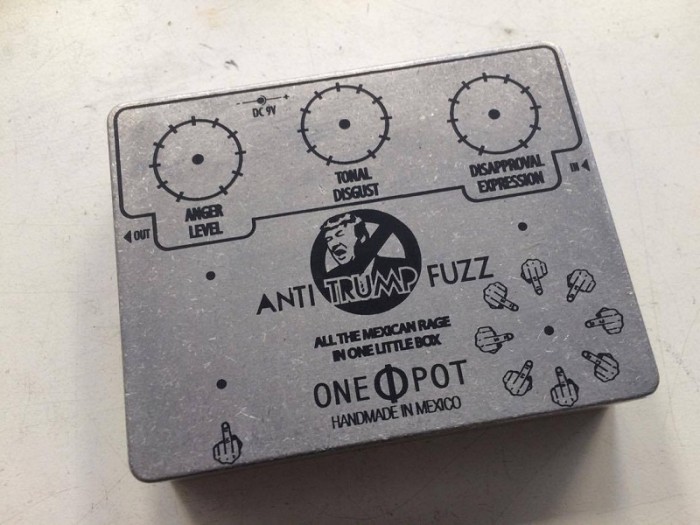 DC 9V
- +
TONAL
DISGUST
DISAPPROVAL
EXPRESSION
IN
ANGER
LEVEL
OUT
ANTI TRUMP FUZZ
ALL THE MEXICAN RAGE
IN ONE LITTLE BOX
ONE POT
HANDMADE IN MEXICO